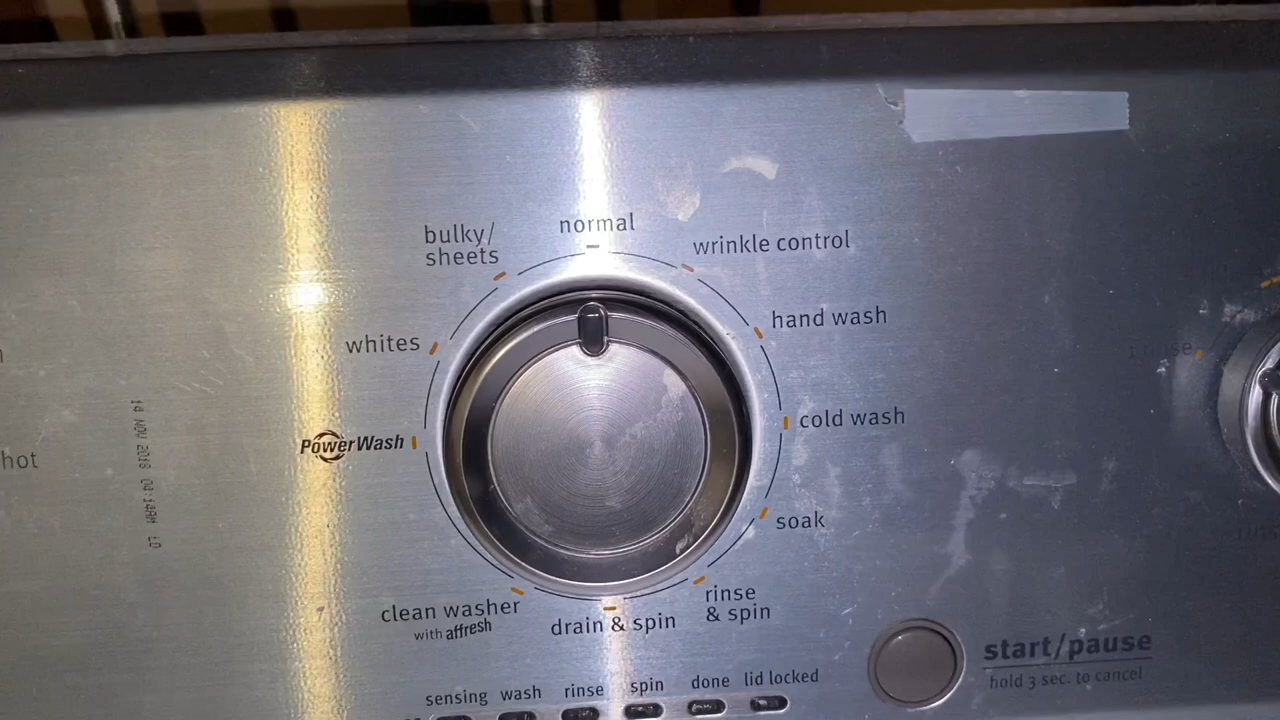 normal
bulky/
sheets
wrinkle control
whites
hand wash
PowerWash
cold wash
hot
soak
clean washer
with affresh
drain & spin
rinse
& spin
start/pause
hold 3 sec. to cancel
sensing
wash
rinse
spin
done
lid locked